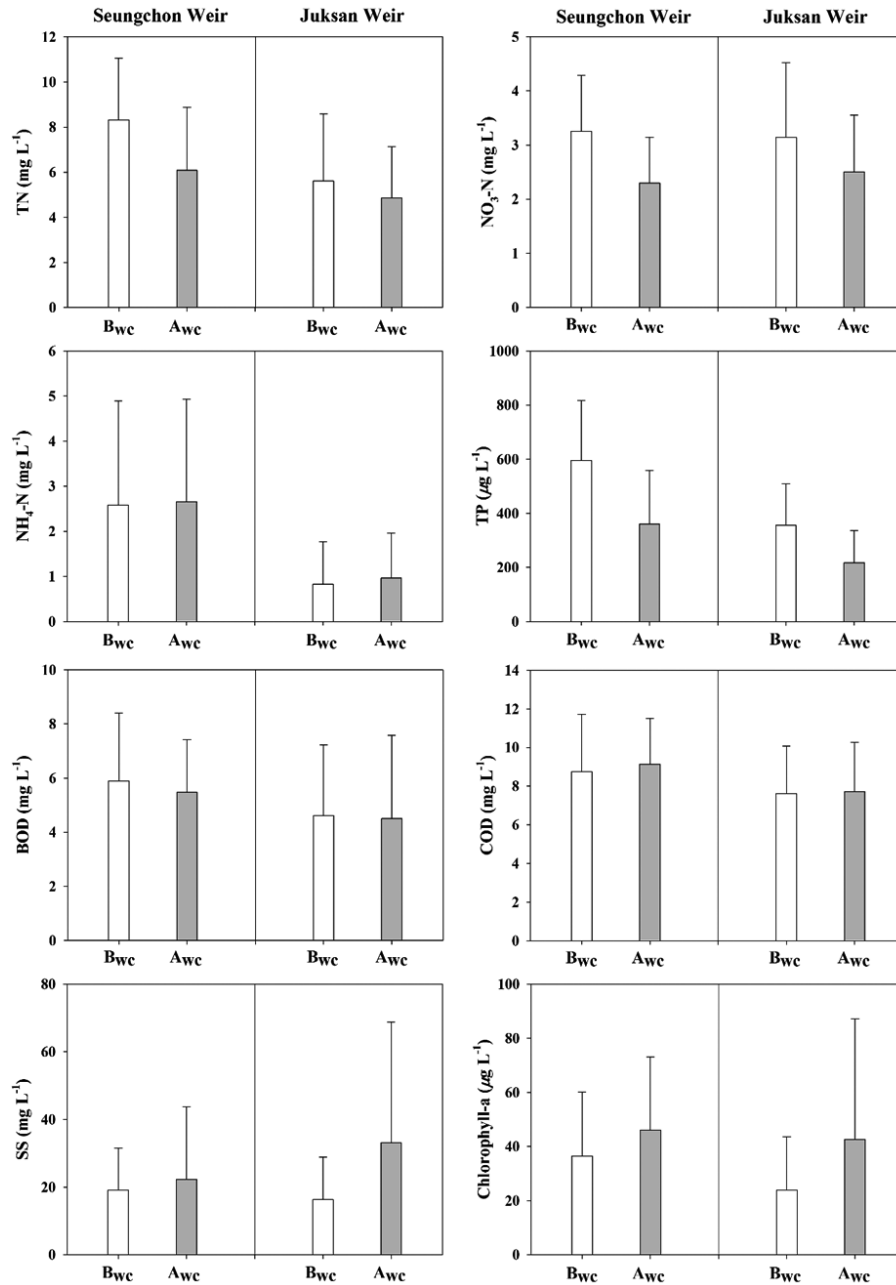 Seungchon Weir Juksan Weir
12
10
8
6
4
2
0
TN (mg L⁻¹)
Bwc Awc Bwc Awc
Seungchon Weir Juksan Weir
5
4
3
2
1
0
NO₃-N (mg L⁻¹)
Bwc Awc Bwc Awc
6
5
4
3
2
1
0
NH₄-N (mg L⁻¹)
Bwc Awc Bwc Awc
1000
800
600
400
200
0
TP (µg L⁻¹)
Bwc Awc Bwc Awc
10
8
6
4
2
0
BOD (mg L⁻¹)
Bwc Awc Bwc Awc
14
12
10
8
6
4
2
0
COD (mg L⁻¹)
Bwc Awc Bwc Awc
80
60
40
20
0
SS (mg L⁻¹)
Bwc Awc Bwc Awc
100
80
60
40
20
0
Chlorophyll-a (µg L⁻¹)
Bwc Awc Bwc Awc